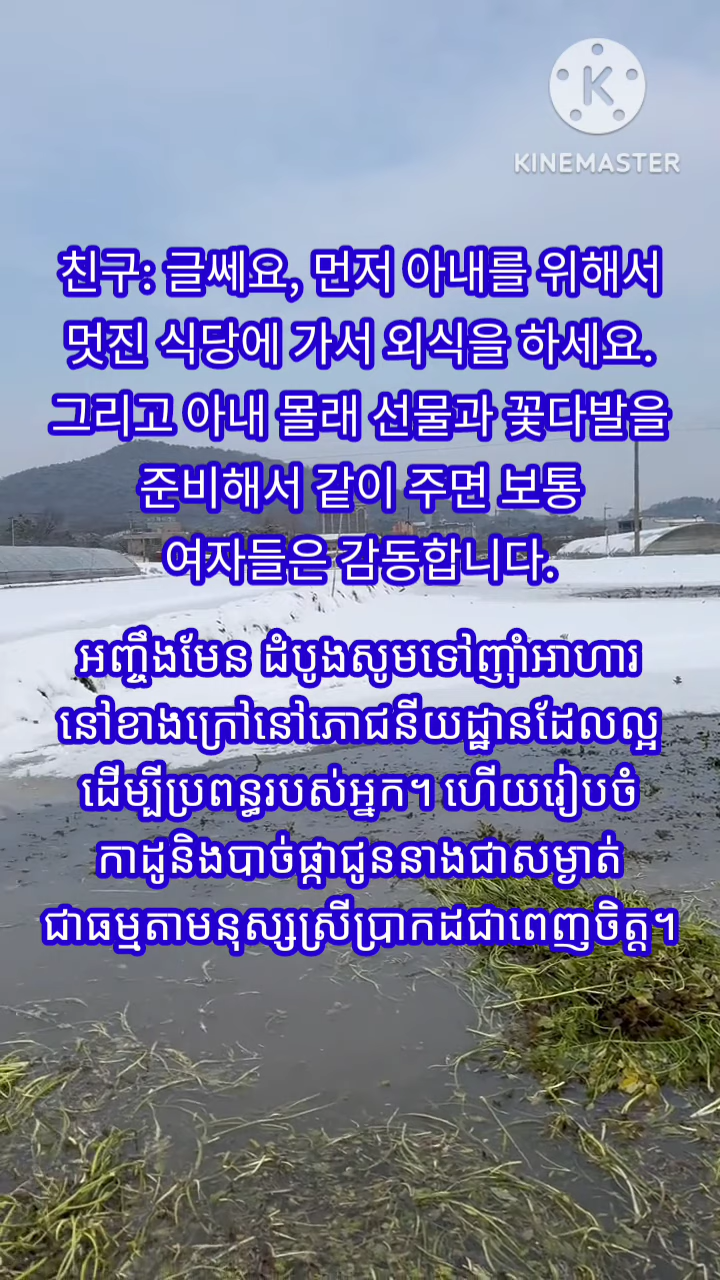 KINEMASTER
친구: 글쎄요, 먼저 아내를 위해서
멋진 식당에 가서 외식을 하세요.
그리고 아내 몰래 선물과 꽃다발을
준비해서 같이 주면 보통
여자들은 감동합니다.
អញ្ចឹងមែន ដំបូងសូមទៅញ៉ាំអាហារ
នៅខាងក្រៅនៅភោជនីយដ្ឋានដែលល្អ
ដើម្បីប្រពន្ធរបស់អ្នក។ ហើយរៀបចំ
កាដូនិងបាច់ផ្កាជូននាងជាសម្ងាត់
ជាធម្មតាមនុស្សស្រីប្រាកដជាពេញចិត្ត។